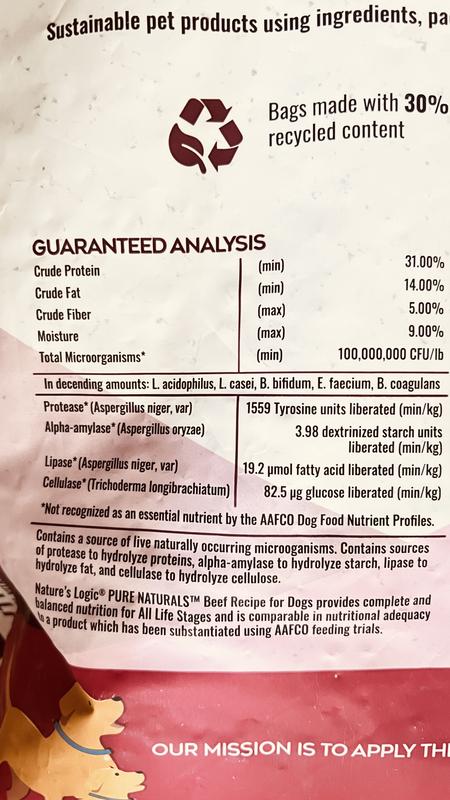 Sustainable pet products using ingredients, pa
Bags made with 30%
recycled content
GUARANTEED ANALYSIS
Crude Protein (min) 31.00%
Crude Fat (min) 14.00%
Crude Fiber (max) 5.00%
Moisture (max) 9.00%
Total Microorganisms* (min) 100,000,000 CFU/lb
In decending amounts: L. acidophilus, L. casei, B. bifidum, E. faecium, B. coagulans
Protease* (Aspergillus niger, var) 1559 Tyrosine units liberated (min/kg)
Alpha-amylase* (Aspergillus oryzae) 3.98 dextrinized starch units
liberated (min/kg)
Lipase* (Aspergillus niger, var) 19.2 µmol fatty acid liberated (min/kg)
Cellulase* (Trichoderma longibrachiatum) 82.5 µg glucose liberated (min/kg)
*Not recognized as an essential nutrient by the AAFCO Dog Food Nutrient Profiles.
Contains a source of live naturally occurring microoganisms. Contains sources
of protease to hydrolyze proteins, alpha-amylase to hydrolyze starch, lipase to
hydrolyze fat, and cellulase to hydrolyze cellulose.
Nature's Logic® PURE NATURALS™ Beef Recipe for Dogs provides complete and
balanced nutrition for All Life Stages and is comparable in nutritional adequacy
to a product which has been substantiated using AAFCO feeding trials.
OUR MISSION IS TO APPLY THE